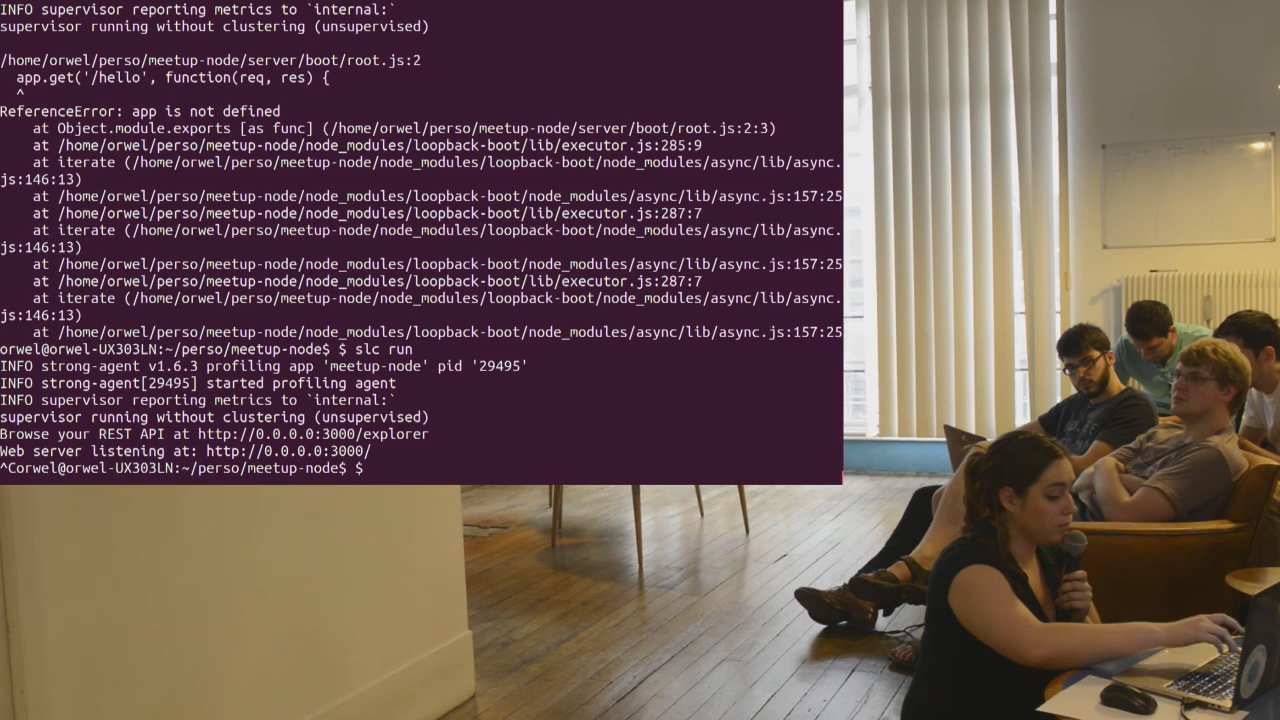 INFO supervisor reporting metrics to `internal:`
supervisor running without clustering (unsupervised)
/home/orwel/perso/meetup-node/server/boot/root.js:2
  app.get('/hello', function(req, res) {
  ^
ReferenceError: app is not defined
    at Object.module.exports [as func] (/home/orwel/perso/meetup-node/server/boot/root.js:2:3)
    at /home/orwel/perso/meetup-node/node_modules/loopback-boot/lib/executor.js:285:9
    at iterate (/home/orwel/perso/meetup-node/node_modules/loopback-boot/node_modules/async/lib/async.
js:146:13)
    at /home/orwel/perso/meetup-node/node_modules/loopback-boot/node_modules/async/lib/async.js:157:25
    at /home/orwel/perso/meetup-node/node_modules/loopback-boot/lib/executor.js:287:7
    at iterate (/home/orwel/perso/meetup-node/node_modules/loopback-boot/node_modules/async/lib/async.
js:146:13)
    at /home/orwel/perso/meetup-node/node_modules/loopback-boot/node_modules/async/lib/async.js:157:25
    at /home/orwel/perso/meetup-node/node_modules/loopback-boot/lib/executor.js:287:7
    at iterate (/home/orwel/perso/meetup-node/node_modules/loopback-boot/node_modules/async/lib/async.
js:146:13)
    at /home/orwel/perso/meetup-node/node_modules/loopback-boot/node_modules/async/lib/async.js:157:25
orwel@orwel-UX303LN:~/perso/meetup-node$ $ slc run
INFO strong-agent v1.6.3 profiling app 'meetup-node' pid '29495'
INFO strong-agent[29495] started profiling agent
INFO supervisor reporting metrics to `internal:`
supervisor running without clustering (unsupervised)
Browse your REST API at http://0.0.0.0:3000/explorer
Web server listening at: http://0.0.0.0:3000/
^Corwel@orwel-UX303LN:~/perso/meetup-node$ $